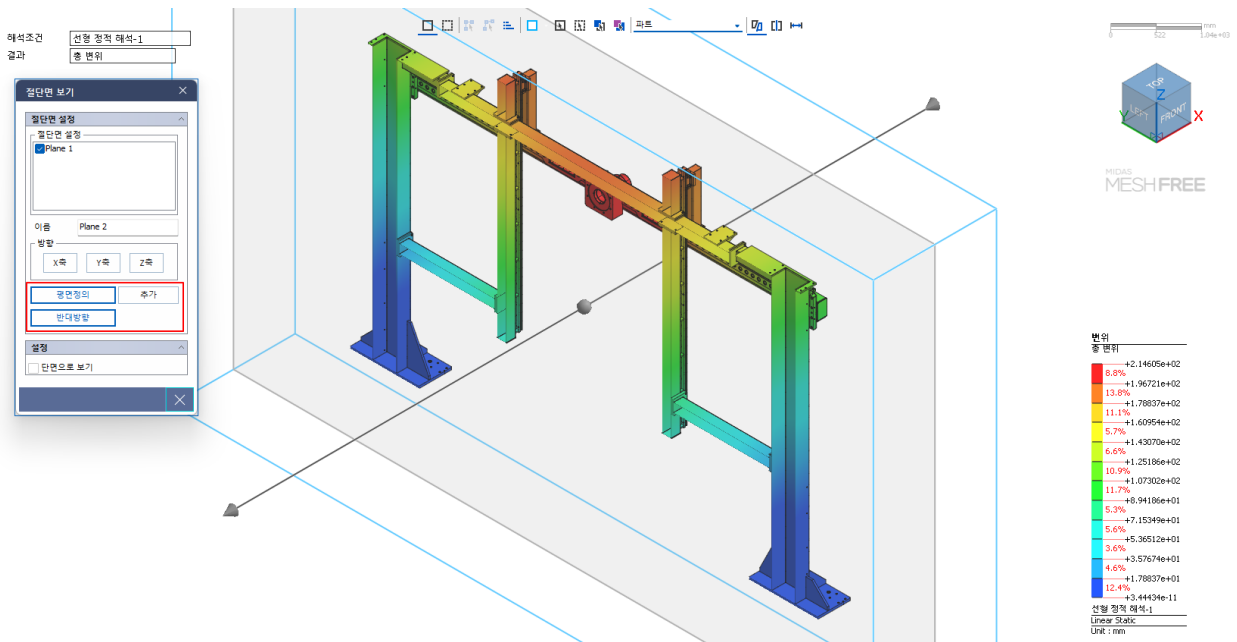 해석조건
선형 정적 해석-1
결과
총 변위
파트
mm
0
522
1.04e+03
절단면 보기
절단면 설정
절단면 설정
Plane 1
이름
Plane 2
방향
X축
Y축
Z축
평면정의
추가
반대방향
설정
단면으로 보기
TOP
LEFT
FRONT
Z
Y
X
MIDAS
MESHFREE
변위
총 변위
+2.14605e+02
8.8%
+1.96721e+02
13.8%
+1.78837e+02
11.1%
+1.60954e+02
5.7%
+1.43070e+02
6.6%
+1.25186e+02
10.9%
+1.07302e+02
11.7%
+8.94186e+01
5.3%
+7.15349e+01
5.6%
+5.36512e+01
3.6%
+3.57674e+01
4.6%
+1.78837e+01
12.4%
+3.44434e-11
선형 정적 해석-1
Linear Static
Unit : mm